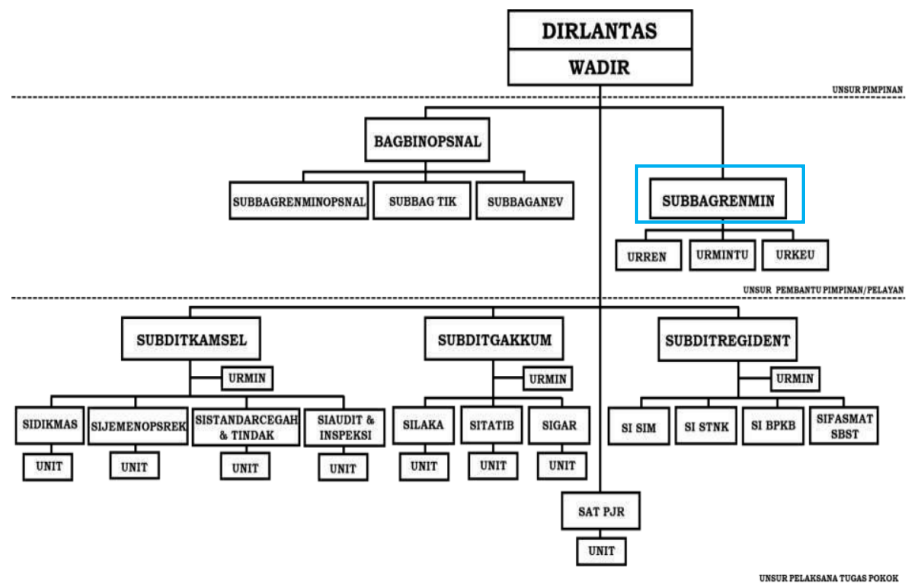 DIRLANTAS
WADIR
UNSUR PIMPINAN
BAGBINOPSNAL
SUBBAGRENMINOPSNAL
SUBBAG TIK
SUBBAGANEV
SUBBAGRENMIN
URREN
URMINTU
URKEU
UNSUR PEMBANTU PIMPINAN/PELAYAN
SUBDITKAMSEL
SUBDITGAKKUM
SUBDITREGIDENT
URMIN
URMIN
URMIN
SIDIKMAS
SIJEMENOPSREK
SISTANDARCEGAH
& TINDAK
SIAUDIT &
INSPEKSI
SILAKA
SITATIB
SIGAR
SI SIM
SI STNK
SI BPKB
SIFASMAT
SBST
UNIT
UNIT
UNIT
UNIT
UNIT
UNIT
UNIT
SAT PJR
UNIT
UNSUR PELAKSANA TUGAS POKOK